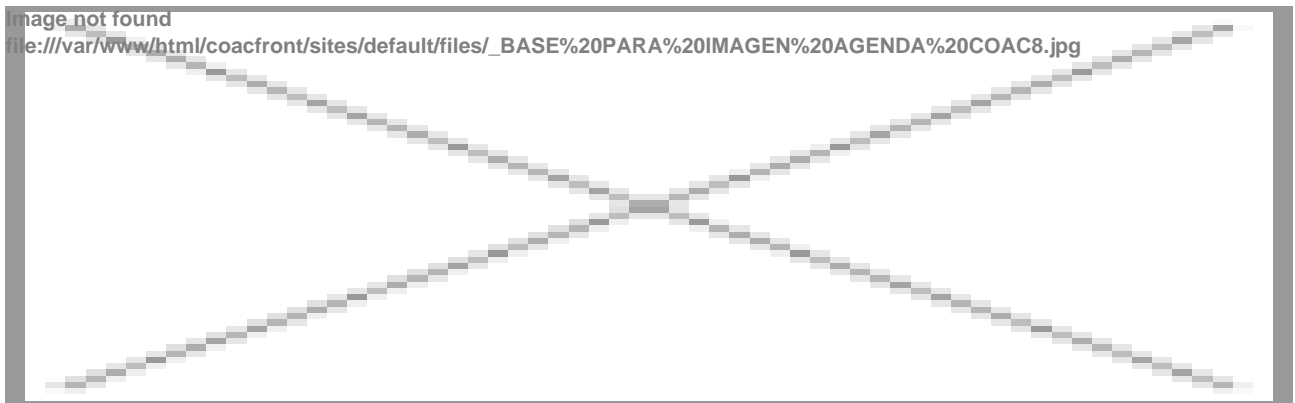 Image not found
file:///var/www/html/coacfront/sites/default/files/_BASE%20PARA%20IMAGEN%20AGENDA%20COAC8.jpg